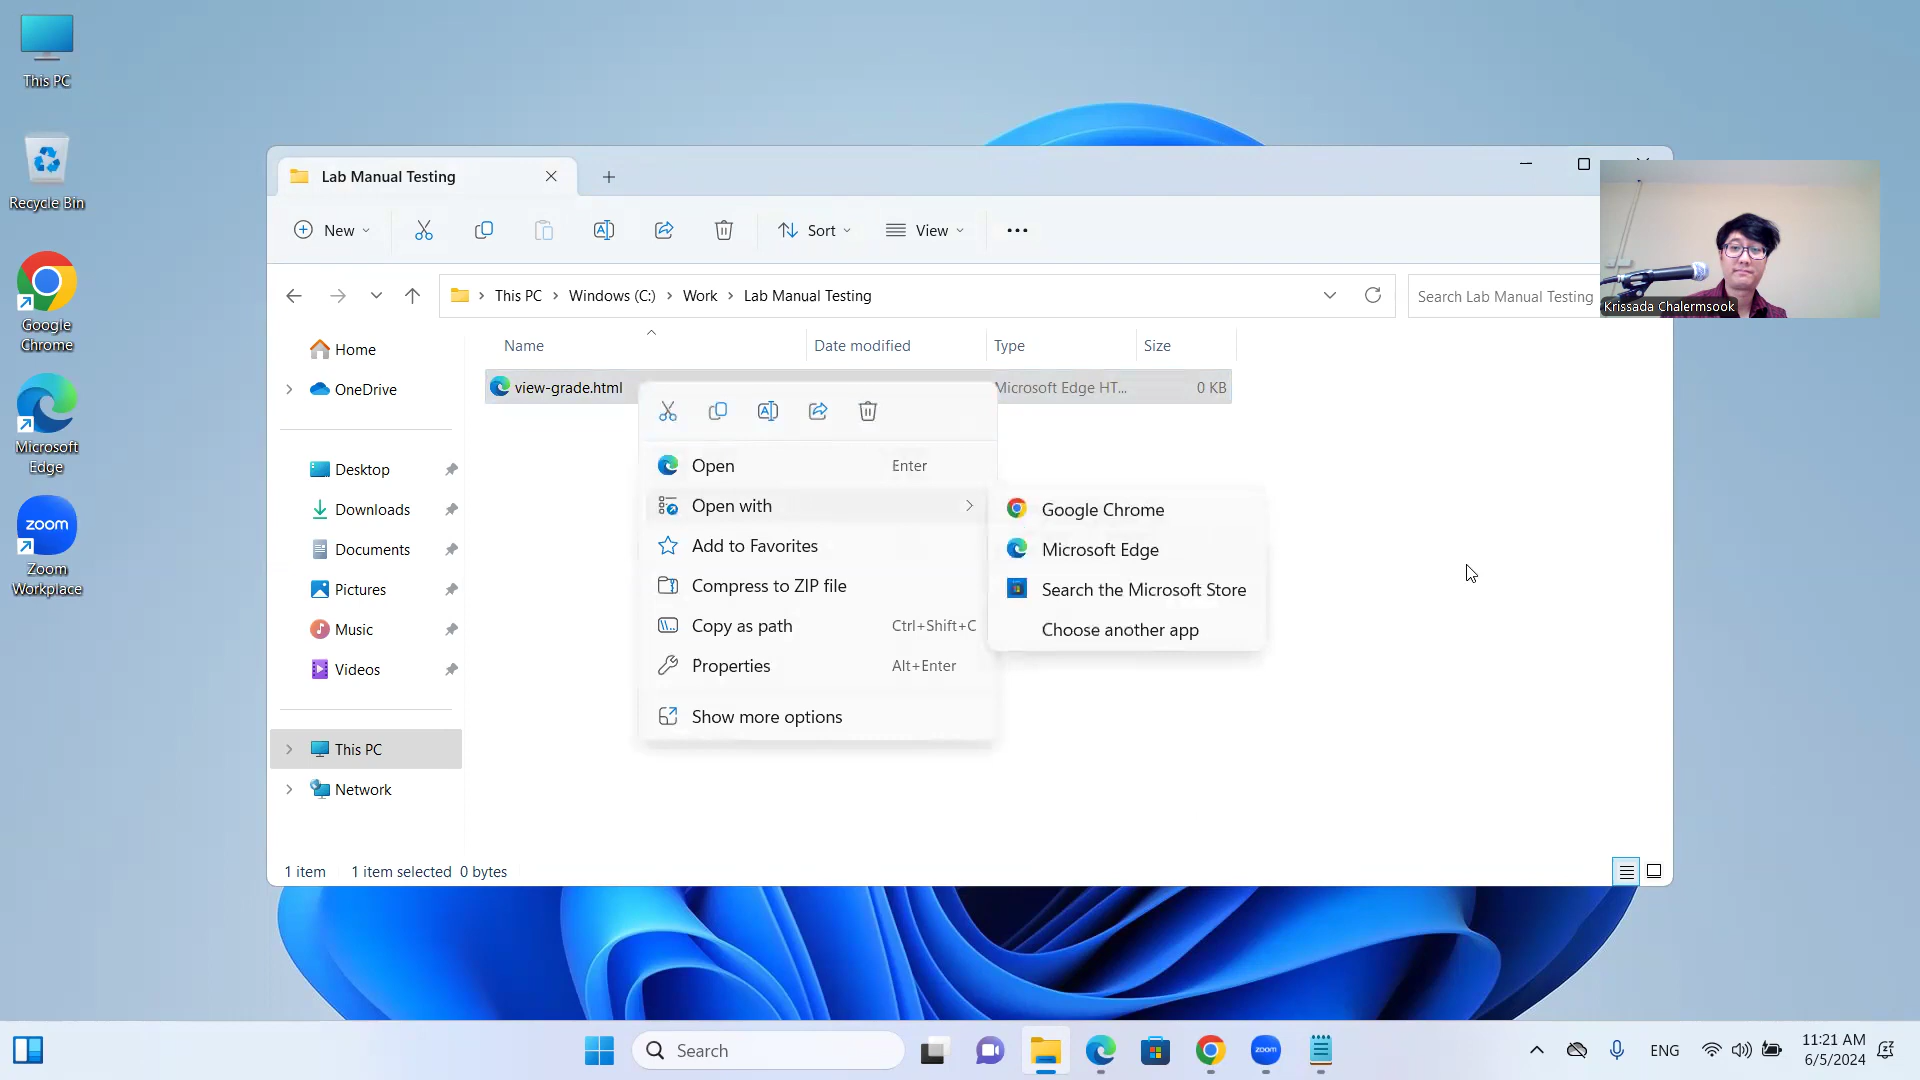 This PC
Recycle Bin
Google
Chrome
Microsoft
Edge
zoom
Zoom
Workplace
Lab Manual Testing
New
Sort
View
This PC > Windows (C:) > Work > Lab Manual Testing
Search Lab Manual Testing
Krissada Chalermsook
Name
Date modified
Type
Size
view-grade.html
Microsoft Edge HT...
0 KB
Home
OneDrive
Desktop
Downloads
Documents
Pictures
Music
Videos
This PC
Network
Open Enter
Open with
Add to Favorites
Compress to ZIP file
Copy as path Ctrl+Shift+C
Properties Alt+Enter
Show more options
Google Chrome
Microsoft Edge
Search the Microsoft Store
Choose another app
1 item
1 item selected 0 bytes
Search
zoom
ENG
11:21 AM
6/5/2024